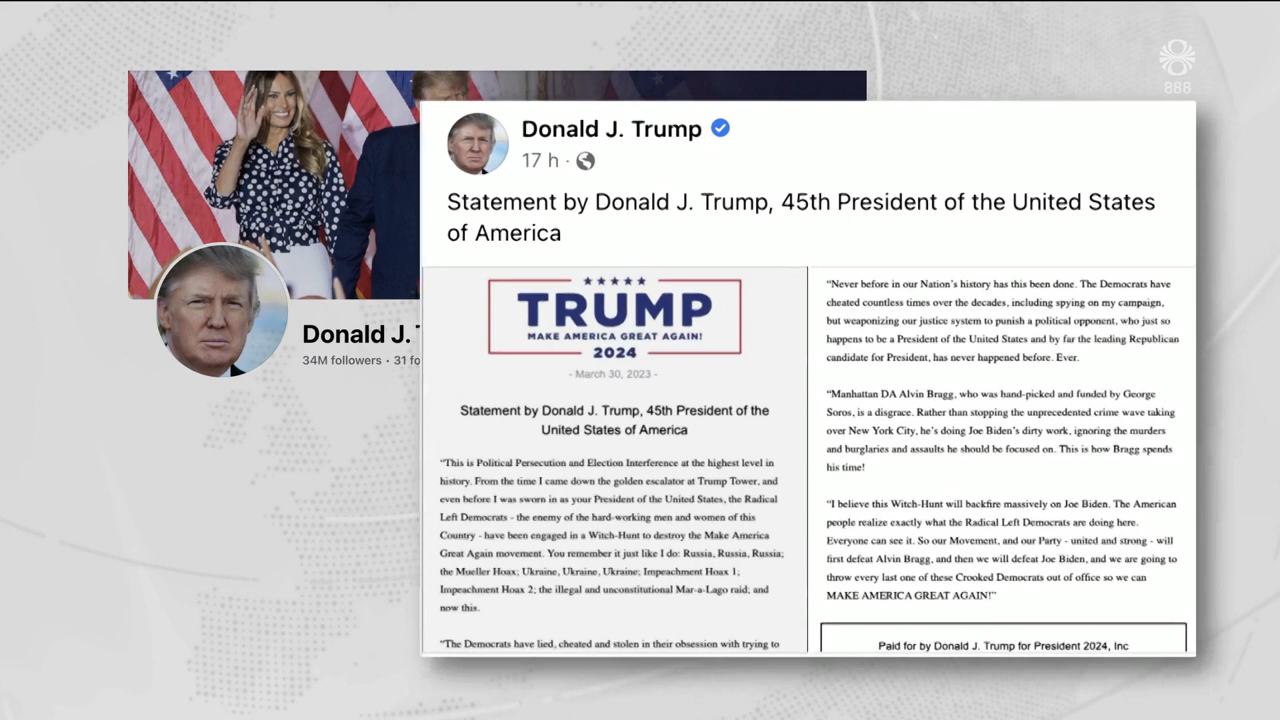 888
Donald J. Trump
17 h ·
Statement by Donald J. Trump, 45th President of the United States
of America
Donald J. T
34M followers · 31 fo
TRUMP
MAKE AMERICA GREAT AGAIN!
2024
- March 30, 2023 -
Statement by Donald J. Trump, 45th President of the
United States of America
“This is Political Persecution and Election Interference at the highest level in
history. From the time I came down the golden escalator at Trump Tower, and
even before I was sworn in as your President of the United States, the Radical
Left Democrats - the enemy of the hard-working men and women of this
Country - have been engaged in a Witch-Hunt to destroy the Make America
Great Again movement. You remember it just like I do: Russia, Russia, Russia;
the Mueller Hoax; Ukraine, Ukraine, Ukraine; Impeachment Hoax 1;
Impeachment Hoax 2; the illegal and unconstitutional Mar-a-Lago raid; and
now this.
“The Democrats have lied, cheated and stolen in their obsession with trying to
“Never before in our Nation’s history has this been done. The Democrats have
cheated countless times over the decades, including spying on my campaign,
but weaponizing our justice system to punish a political opponent, who just so
happens to be a President of the United States and by far the leading Republican
candidate for President, has never happened before. Ever.
“Manhattan DA Alvin Bragg, who was hand-picked and funded by George
Soros, is a disgrace. Rather than stopping the unprecedented crime wave taking
over New York City, he’s doing Joe Biden’s dirty work, ignoring the murders
and burglaries and assaults he should be focused on. This is how Bragg spends
his time!
“I believe this Witch-Hunt will backfire massively on Joe Biden. The American
people realize exactly what the Radical Left Democrats are doing here.
Everyone can see it. So our Movement, and our Party - united and strong - will
first defeat Alvin Bragg, and then we will defeat Joe Biden, and we are going to
throw every last one of these Crooked Democrats out of office so we can
MAKE AMERICA GREAT AGAIN!”
Paid for by Donald J. Trump for President 2024, Inc